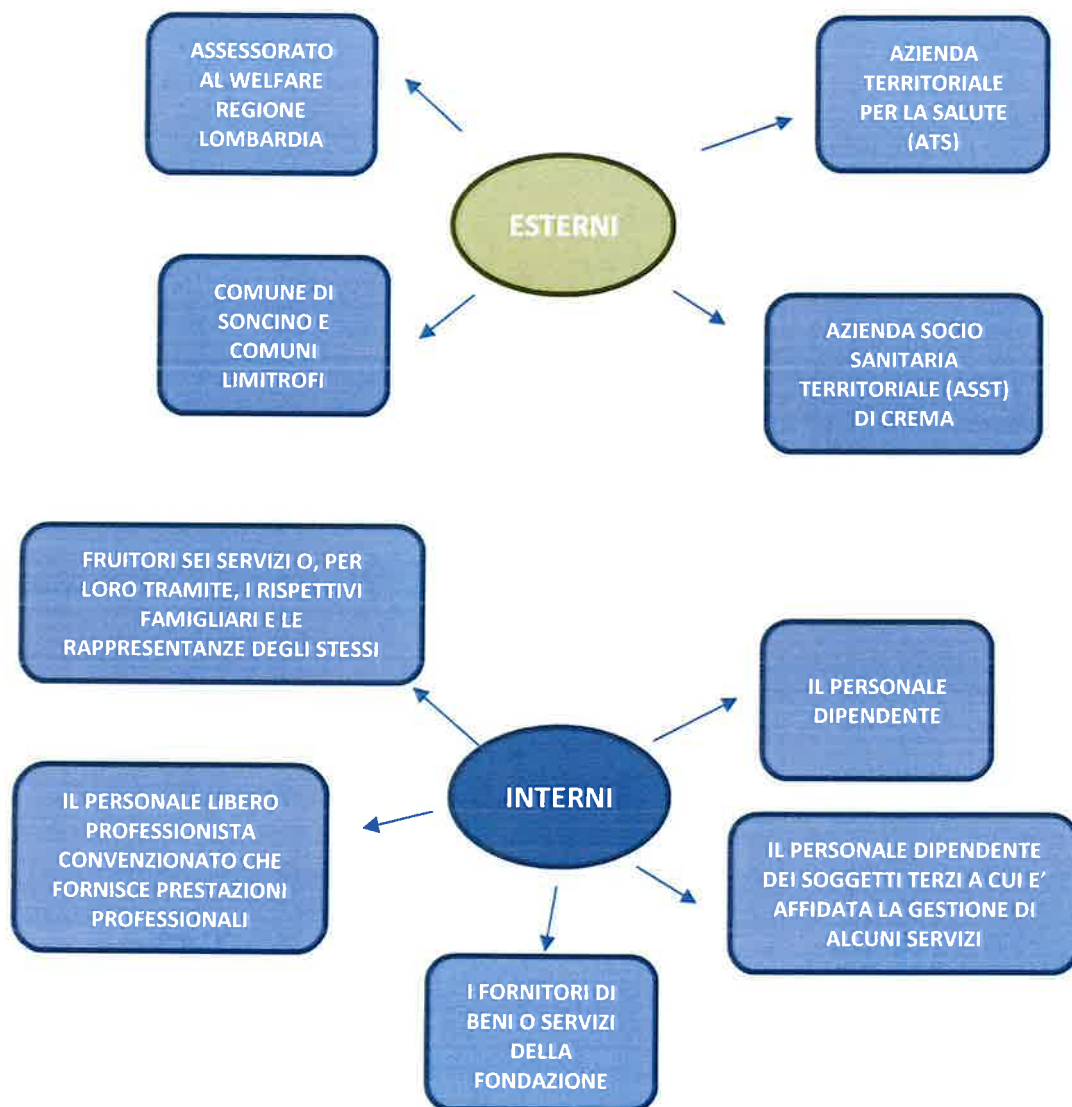 ASSESSORATO
AL WELFARE
REGIONE
LOMBARDIA
AZIENDA
TERRITORIALE
PER LA SALUTE
(ATS)
ESTERNI
COMUNE DI
SONCINO E
COMUNI
LIMITROFI
AZIENDA SOCIO
SANITARIA
TERRITORIALE (ASST)
DI CREMA
FRUITORI SEI SERVIZI O, PER
LORO TRAMITE, I RISPETTIVI
FAMIGLIARI E LE
RAPPRESENTANZE DEGLI STESSI
IL PERSONALE
DIPENDENTE
INTERNI
IL PERSONALE LIBERO
PROFESSIONISTA
CONVENZIONATO CHE
FORNISCE PRESTAZIONI
PROFESSIONALI
IL PERSONALE DIPENDENTE
DEI SOGGETTI TERZI A CUI E’
AFFIDATA LA GESTIONE DI
ALCUNI SERVIZI
I FORNITORI DI
BENI O SERVIZI
DELLA
FONDAZIONE